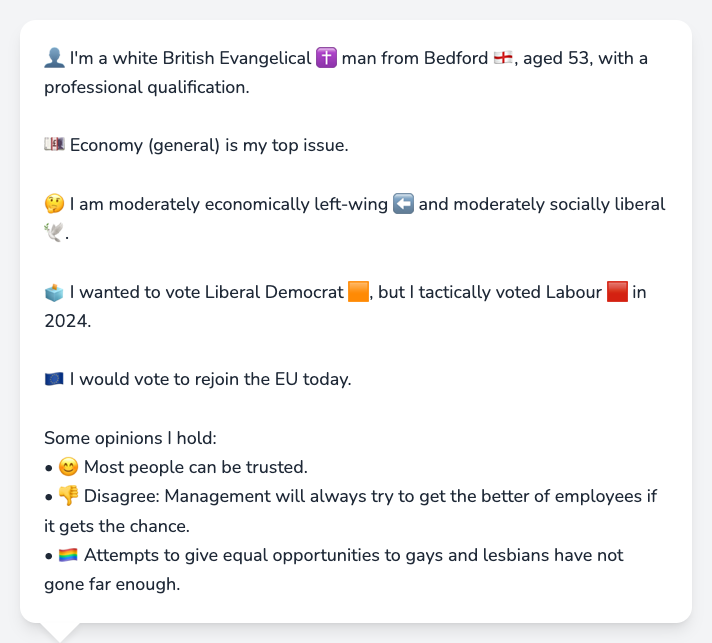 👤 I'm a white British Evangelical ✝️ man from Bedford 🏴󠁧󠁢󠁥󠁮󠁧󠁿, aged 53, with a
professional qualification.
💷 Economy (general) is my top issue.
🤔 I am moderately economically left-wing ⬅️ and moderately socially liberal
🕊️.
🗳️ I wanted to vote Liberal Democrat 🟧, but I tactically voted Labour 🟥 in
2024.
🇪🇺 I would vote to rejoin the EU today.
Some opinions I hold:
• 😊 Most people can be trusted.
• 👎 Disagree: Management will always try to get the better of employees if
it gets the chance.
• 🏳️‍🌈 Attempts to give equal opportunities to gays and lesbians have not
gone far enough.